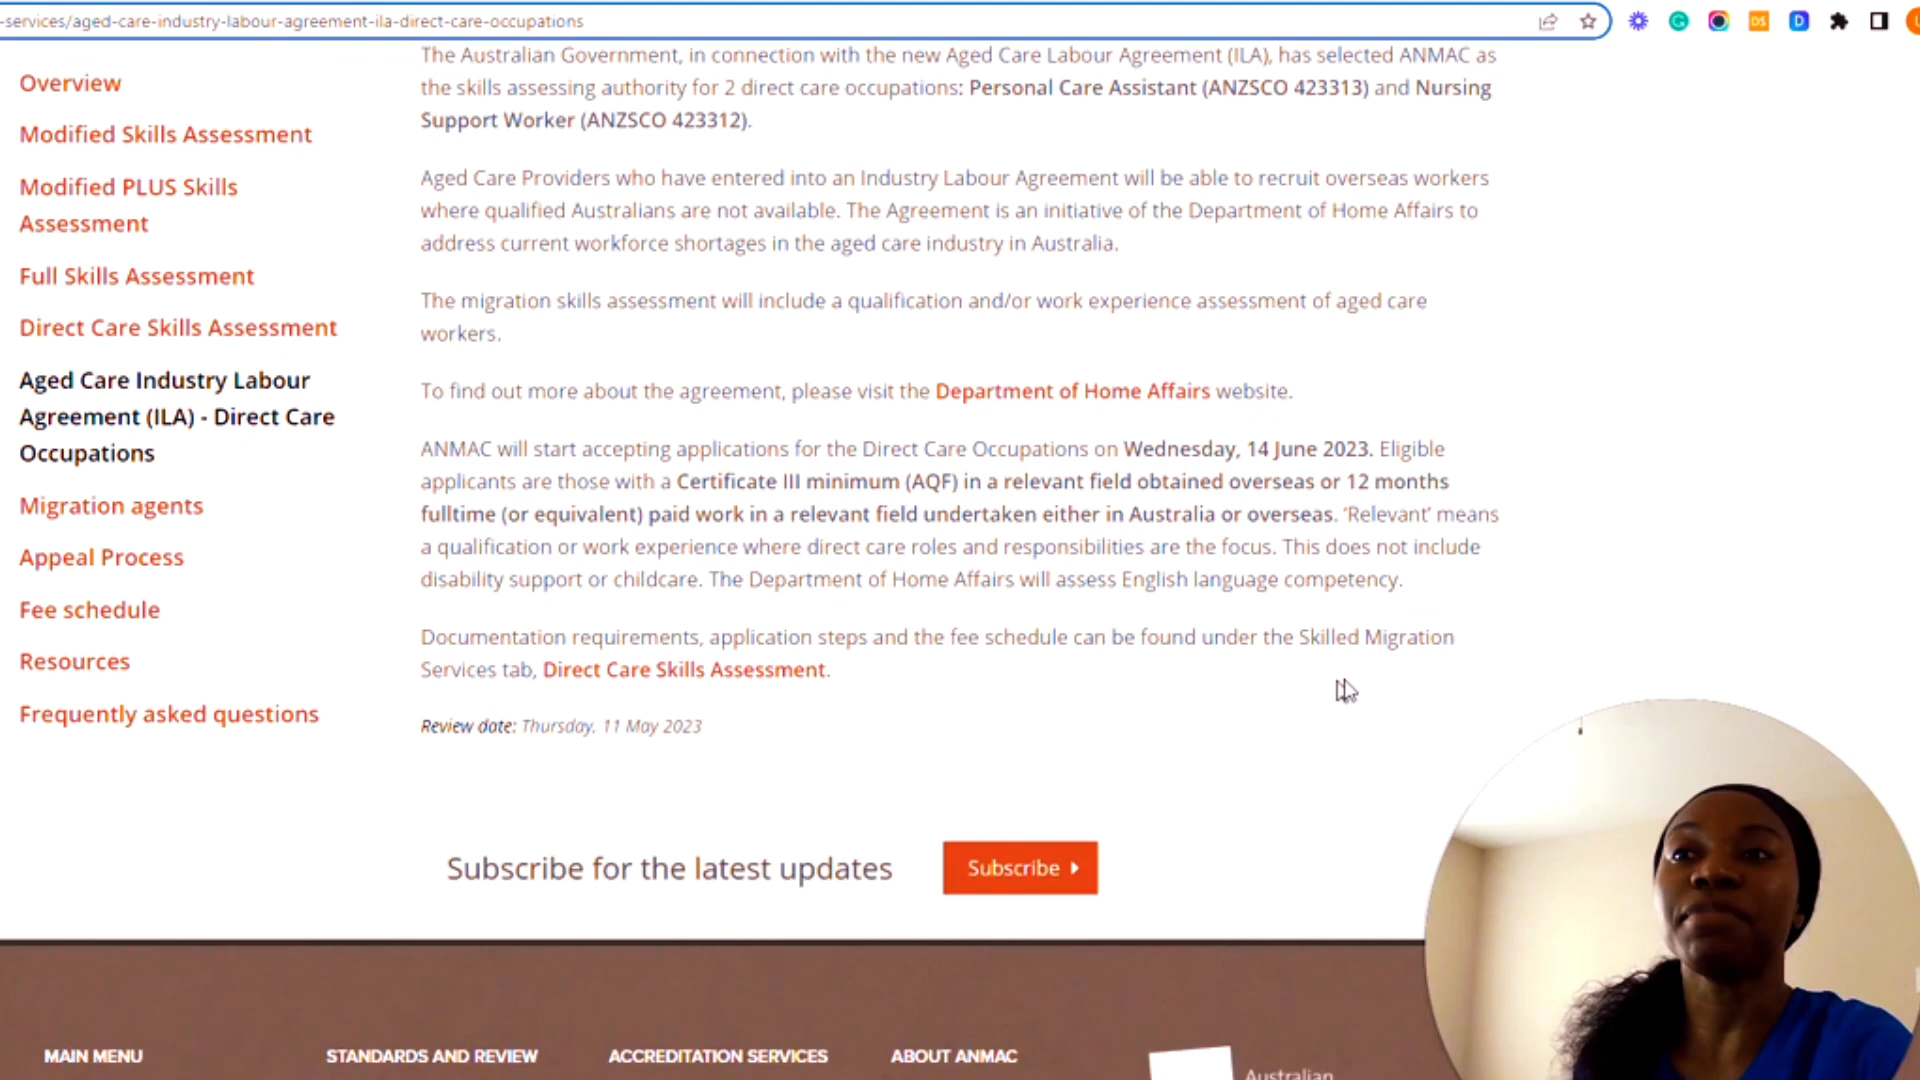 -services/aged-care-industry-labour-agreement-ila-direct-care-occupations
Overview
Modified Skills Assessment
Modified PLUS Skills
Assessment
Full Skills Assessment
Direct Care Skills Assessment
Aged Care Industry Labour
Agreement (ILA) - Direct Care
Occupations
Migration agents
Appeal Process
Fee schedule
Resources
Frequently asked questions
The Australian Government, in connection with the new Aged Care Labour Agreement (ILA), has selected ANMAC as
the skills assessing authority for 2 direct care occupations: Personal Care Assistant (ANZSCO 423313) and Nursing
Support Worker (ANZSCO 423312).
Aged Care Providers who have entered into an Industry Labour Agreement will be able to recruit overseas workers
where qualified Australians are not available. The Agreement is an initiative of the Department of Home Affairs to
address current workforce shortages in the aged care industry in Australia.
The migration skills assessment will include a qualification and/or work experience assessment of aged care
workers.
To find out more about the agreement, please visit the Department of Home Affairs website.
ANMAC will start accepting applications for the Direct Care Occupations on Wednesday, 14 June 2023. Eligible
applicants are those with a Certificate III minimum (AQF) in a relevant field obtained overseas or 12 months
fulltime (or equivalent) paid work in a relevant field undertaken either in Australia or overseas. 'Relevant' means
a qualification or work experience where direct care roles and responsibilities are the focus. This does not include
disability support or childcare. The Department of Home Affairs will assess English language competency.
Documentation requirements, application steps and the fee schedule can be found under the Skilled Migration
Services tab, Direct Care Skills Assessment.
Review date: Thursday, 11 May 2023
Subscribe for the latest updates
Subscribe
MAIN MENU
STANDARDS AND REVIEW
ACCREDITATION SERVICES
ABOUT ANMAC
Australian